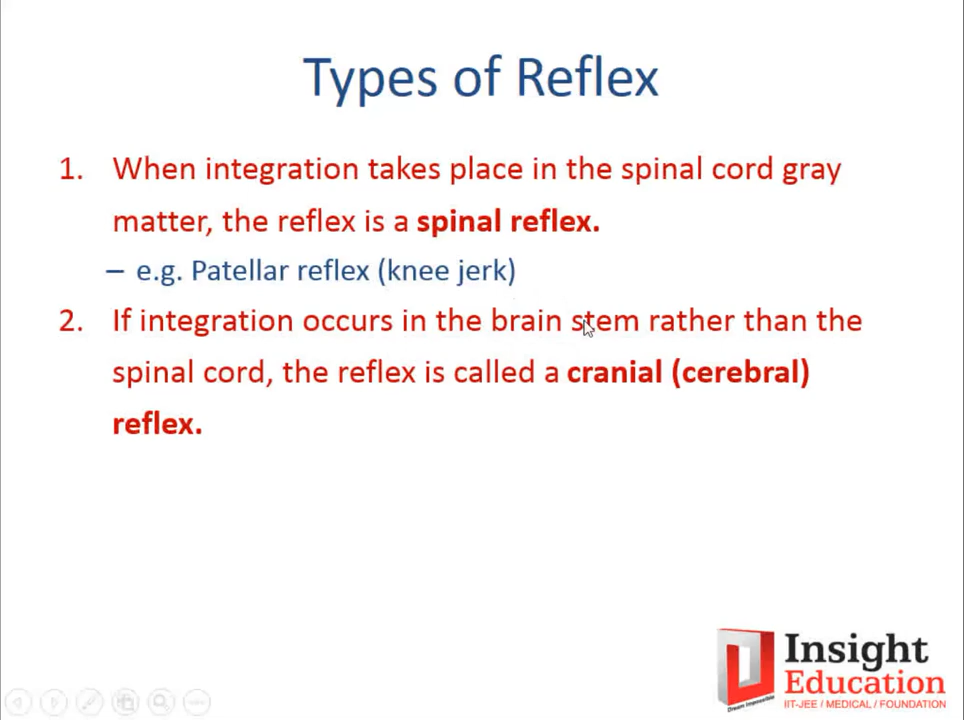 Types of Reflex
1. When integration takes place in the spinal cord gray
matter, the reflex is a spinal reflex.
– e.g. Patellar reflex (knee jerk)
2. If integration occurs in the brain stem rather than the
spinal cord, the reflex is called a cranial (cerebral)
reflex.
Insight
Education
IIT-JEE / MEDICAL / FOUNDATION
Dream Impossible